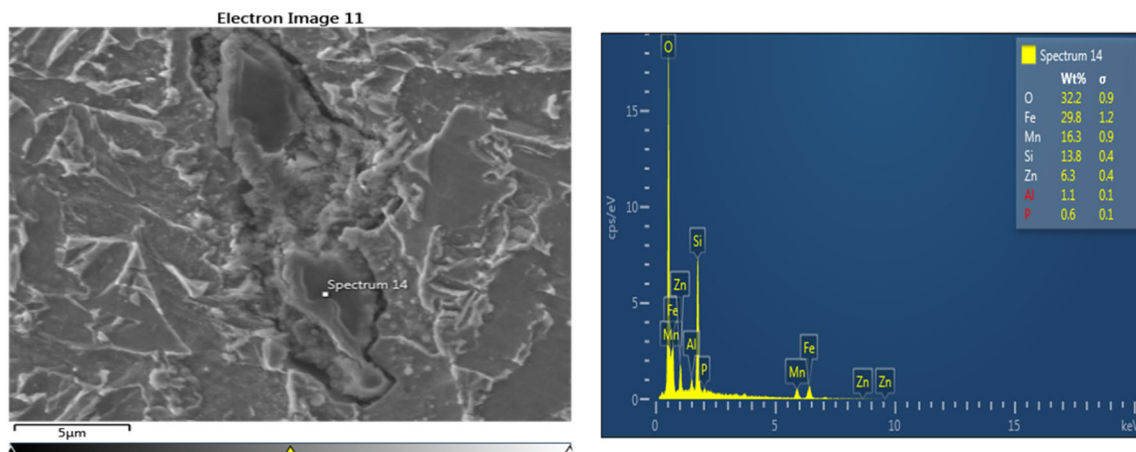 Electron Image 11
Spectrum 14
5µm
O
Si
Zn
Fe
Mn
Al
P
Mn
Fe
Zn
Zn
cps/eV
15
10
5
0
0
5
10
15
keV
Spectrum 14
Wt% σ
O 32.2 0.9
Fe 29.8 1.2
Mn 16.3 0.9
Si 13.8 0.4
Zn 6.3 0.4
Al 1.1 0.1
P 0.6 0.1